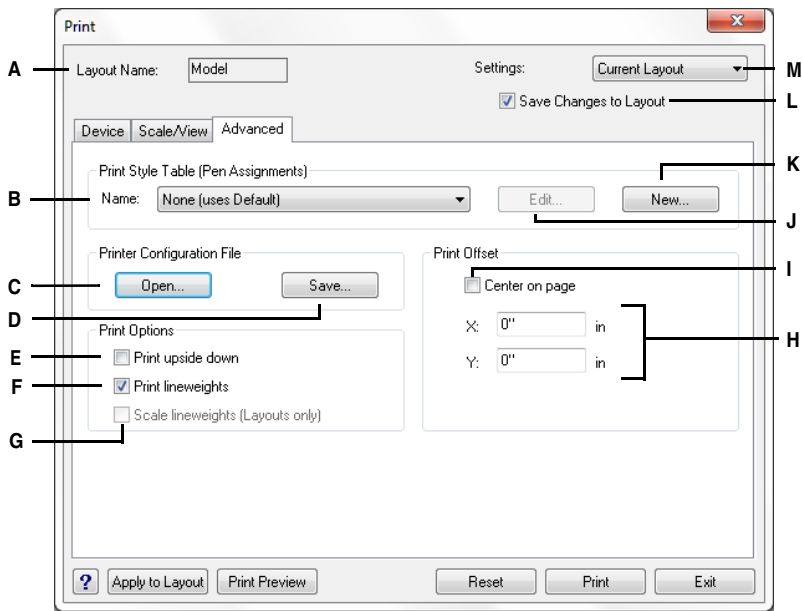 Print
A
Layout Name:
Model
Settings:
Current Layout
M
Save Changes to Layout
L
Device
Scale/View
Advanced
Print Style Table (Pen Assignments)
K
B
Name:
None (uses Default)
Edit...
New...
J
Printer Configuration File
Print Offset
I
C
Open...
Save...
Center on page
D
X:
0"
in
H
Y:
0"
in
Print Options
E
Print upside down
F
Print lineweights
G
Scale lineweights (Layouts only)
?
Apply to Layout
Print Preview
Reset
Print
Exit